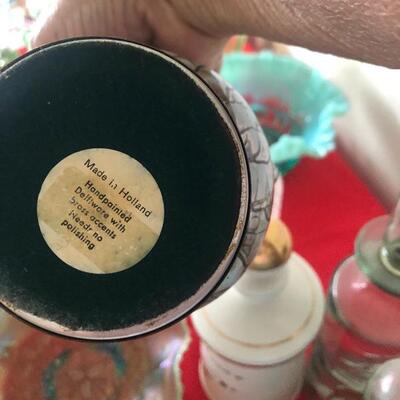 Made in Holland
Handpainted
Delftware with
brass accents
Needs no
polishing